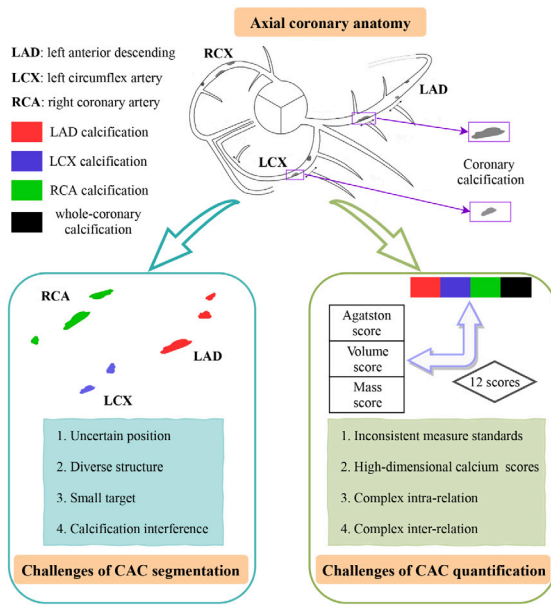 Axial coronary anatomy
LAD: left anterior descending
LCX: left circumflex artery
RCA: right coronary artery
LAD calcification
LCX calcification
RCA calcification
whole-coronary
calcification
RCX
LAD
LCX
Coronary
calcification
RCA
LAD
LCX
1. Uncertain position
2. Diverse structure
3. Small target
4. Calcification interference
Challenges of CAC segmentation
Agatston
score
Volume
score
Mass
score
12 scores
1. Inconsistent measure standards
2. High-dimensional calcium scores
3. Complex intra-relation
4. Complex inter-relation
Challenges of CAC quantification